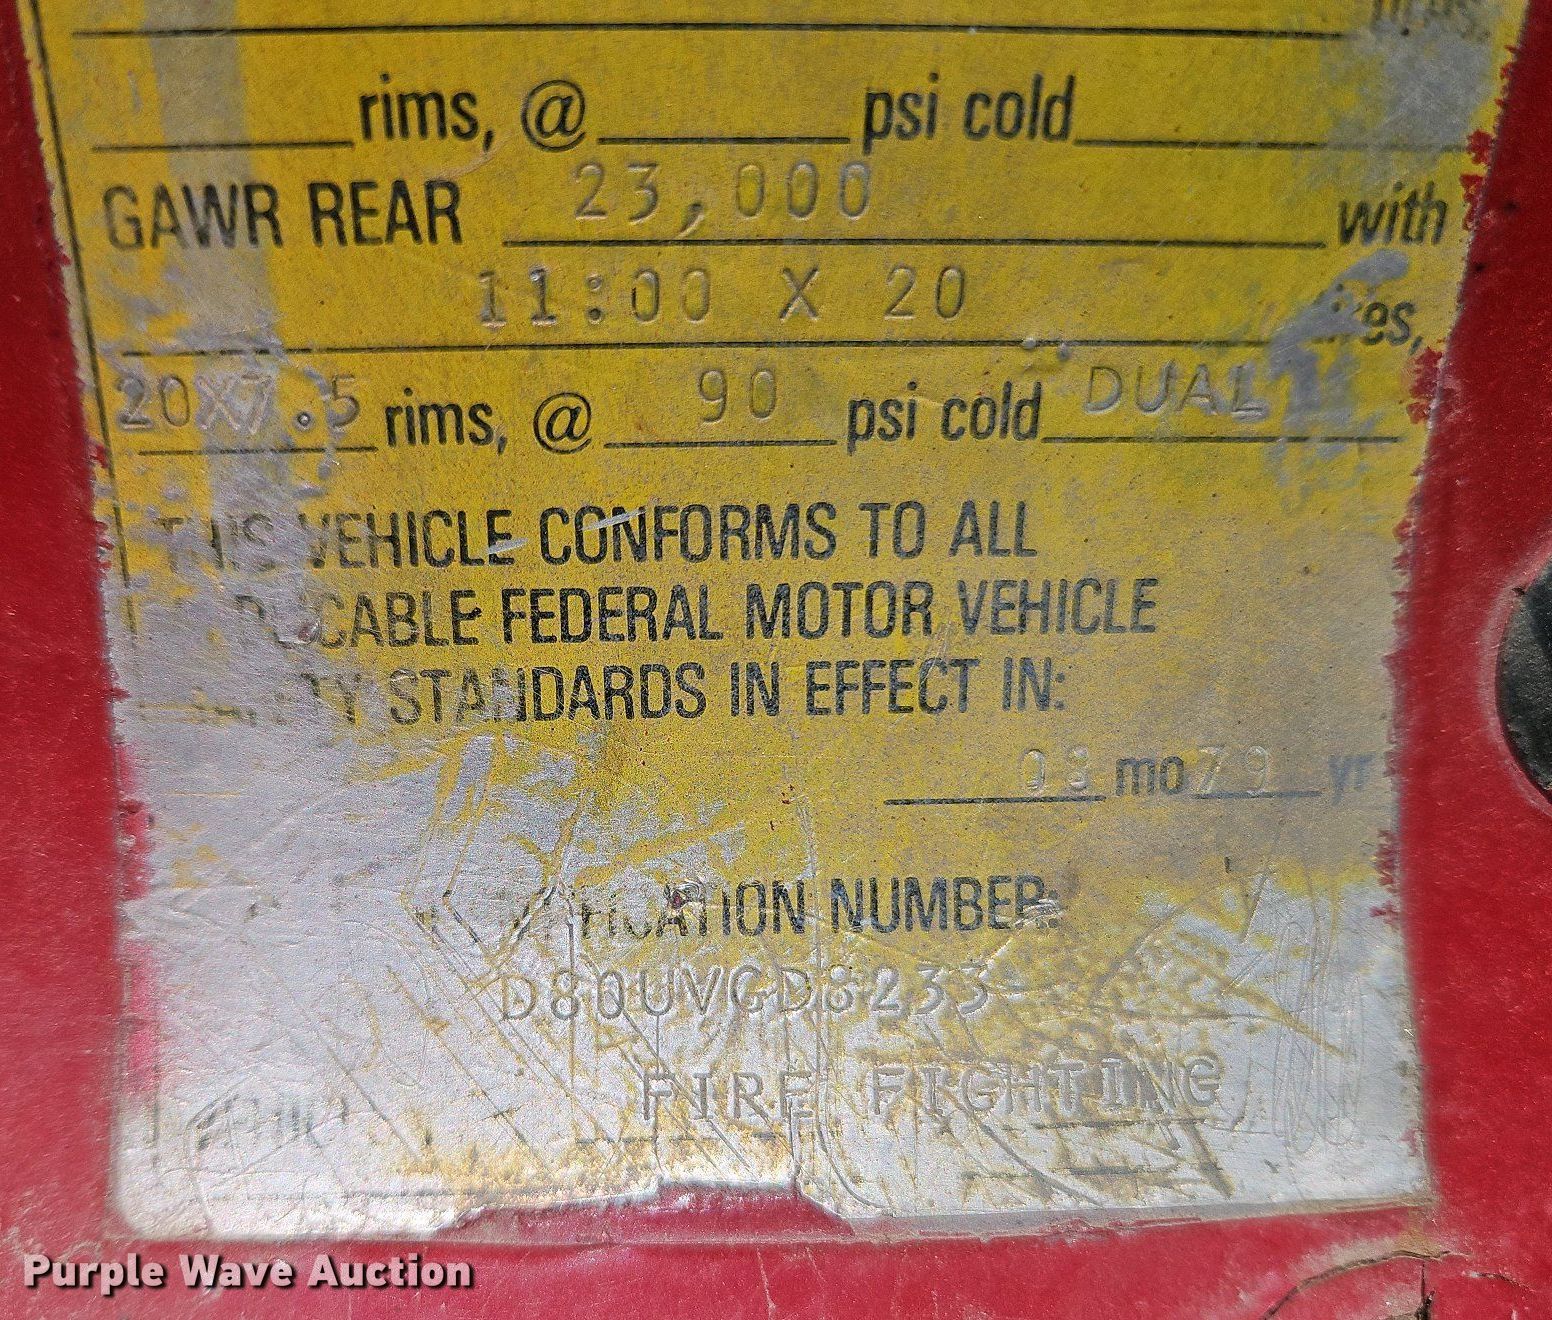 rims, @ psi cold
GAWR REAR 23,000 with
11:00 X 20
20X7.5 rims, @ 90 psi cold DUAL
THIS VEHICLE CONFORMS TO ALL
FEDERAL MOTOR VEHICLE
STANDARDS IN EFFECT IN:
mo 79 yr
NUMBER:
D80UVGD8233
FIRE FIGHTING
Purple Wave Auction